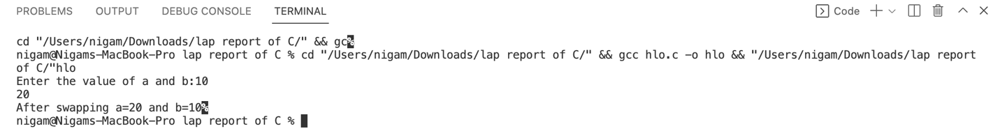 PROBLEMS OUTPUT DEBUG CONSOLE TERMINAL Code
cd "/Users/nigam/Downloads/lap report of C/" && gc%
nigam@Nigams-MacBook-Pro lap report of C % cd "/Users/nigam/Downloads/lap report of C/" && gcc hlo.c -o hlo && "/Users/nigam/Downloads/lap report
of C/"hlo
Enter the value of a and b:10
20
After swapping a=20 and b=10%
nigam@Nigams-MacBook-Pro lap report of C %